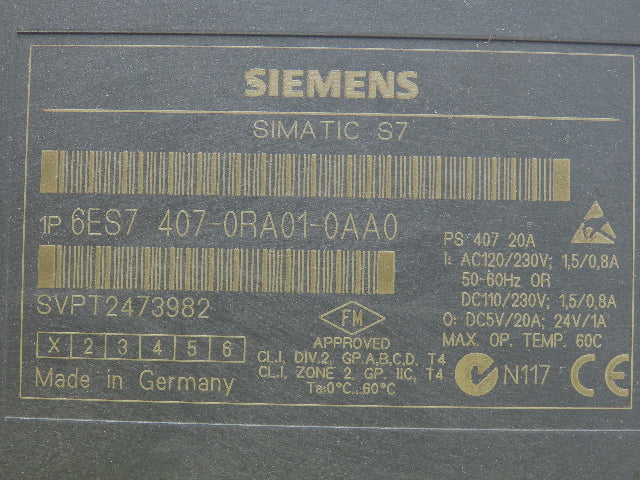 SIEMENS
SIMATIC S7
1P 6ES7 407-0RA01-0AA0
SVPT2473982
X 2 3 4 5 6
Made in Germany
FM
APPROVED
CL.I, DIV.2, GP.A,B,C,D, T4
CL.I, ZONE 2, GP. IIC, T4
Ta:0°C...60°C
PS 407 20A
I: AC120/230V; 1,5/0,8A
50-60Hz OR
DC110/230V; 1,5/0,8A
O: DC5V/20A; 24V/1A
MAX. OP. TEMP. 60C
N117 CE